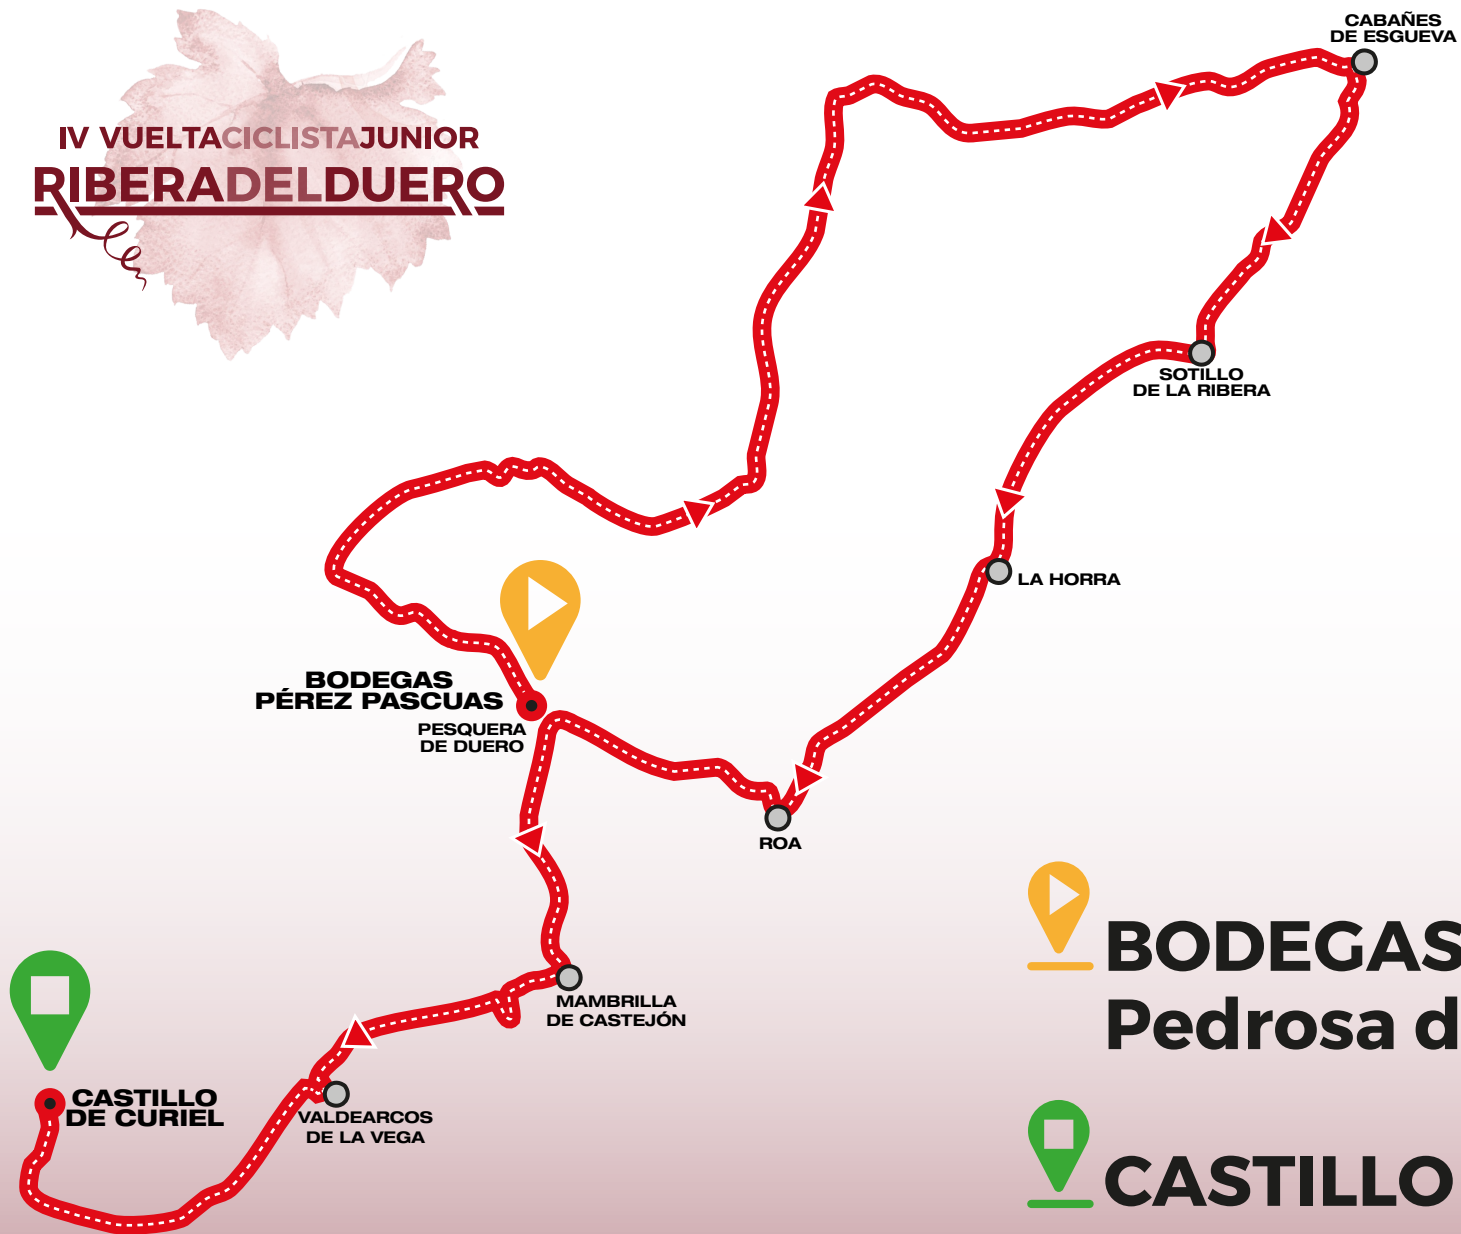 IV VUELTACICLISTAJUNIOR
RIBERADELDUERO
CABAÑES
DE ESGUEVA
SOTILLO
DE LA RIBERA
LA HORRA
BODEGAS
PÉREZ PASCUAS
PESQUERA
DE DUERO
ROA
MAMBRILLA
DE CASTEJÓN
CASTILLO
DE CURIEL
VALDEARCOS
DE LA VEGA
BODEGAS
Pedrosa d
CASTILLO